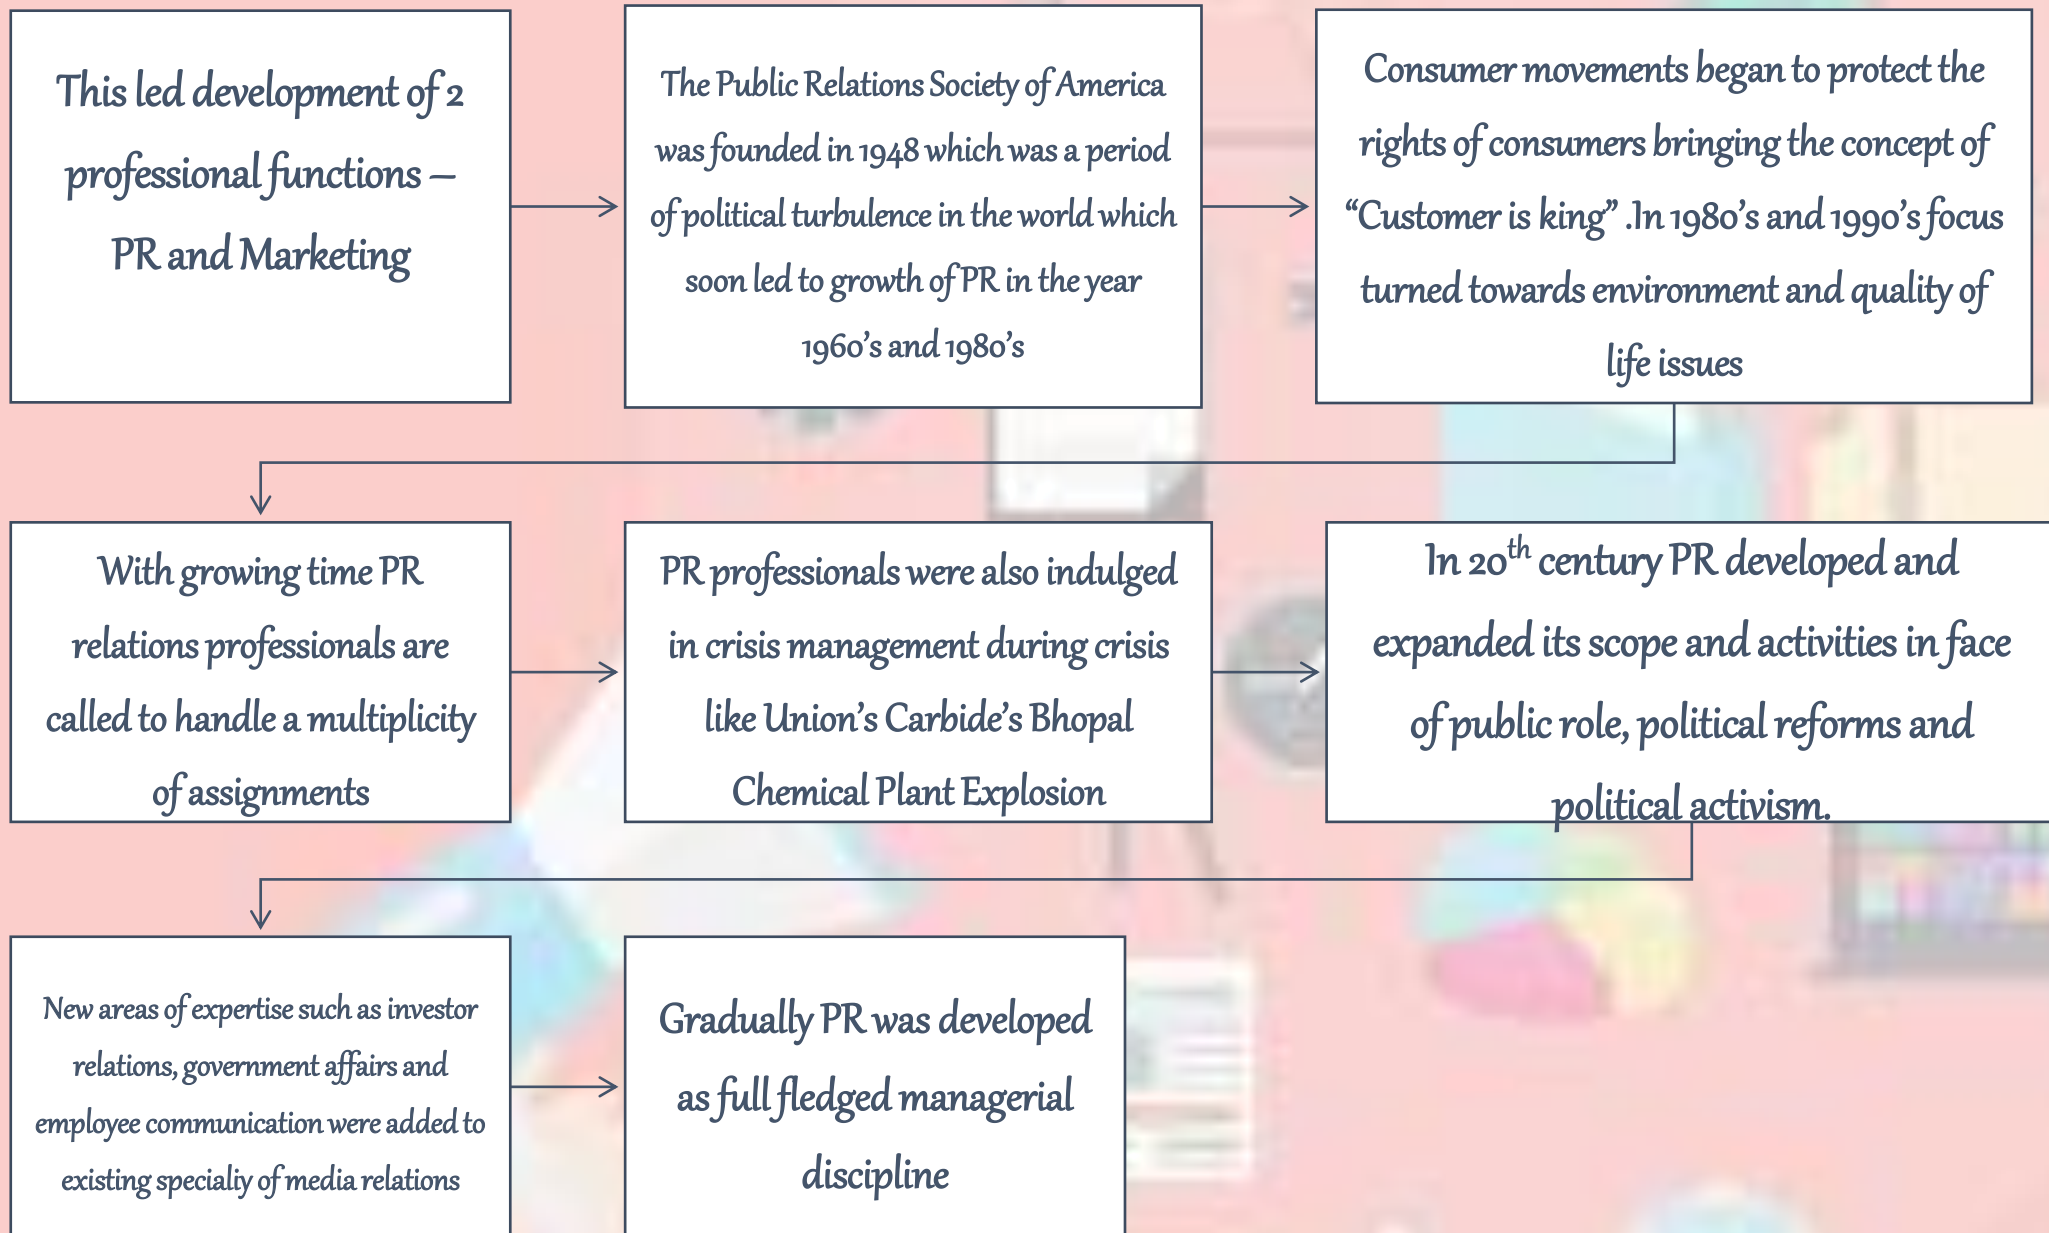 This led development of 2
professional functions –
PR and Marketing
The Public Relations Society of America
was founded in 1948 which was a period
of political turbulence in the world which
soon led to growth of PR in the year
1960’s and 1980’s
Consumer movements began to protect the
rights of consumers bringing the concept of
“Customer is king” .In 1980’s and 1990’s focus
turned towards environment and quality of
life issues
With growing time PR
relations professionals are
called to handle a multiplicity
of assignments
PR professionals were also indulged
in crisis management during crisis
like Union’s Carbide’s Bhopal
Chemical Plant Explosion
In 20th century PR developed and
expanded its scope and activities in face
of public role, political reforms and
political activism.
New areas of expertise such as investor
relations, government affairs and
employee communication were added to
existing specialiy of media relations
Gradually PR was developed
as full fledged managerial
discipline